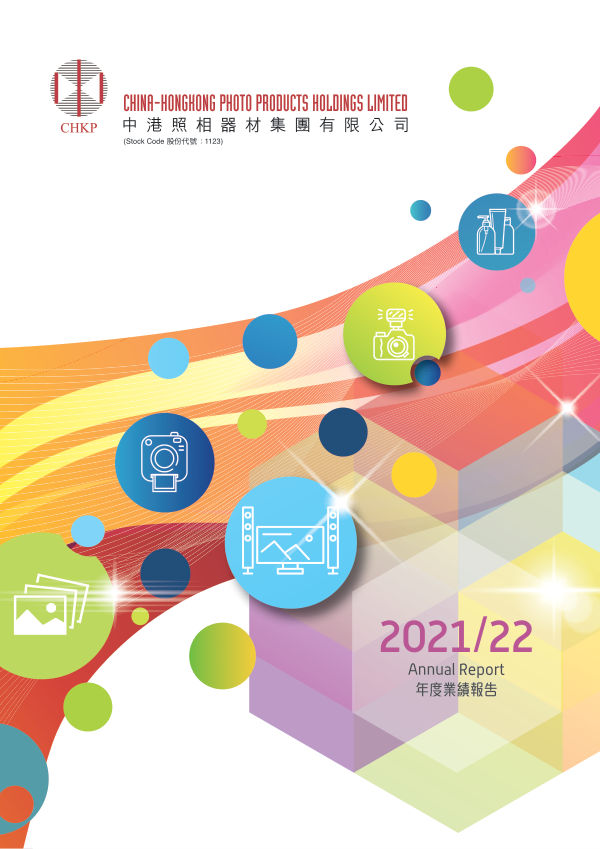 CHKP
CHINA-HONGKONG PHOTO PRODUCTS HOLDINGS LIMITED
中港照相器材集團有限公司
(Stock Code 股份代號：1123)
2021/22
Annual Report
年度業績報告